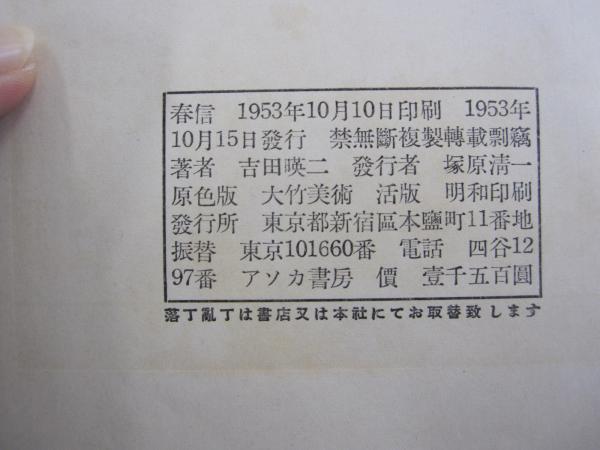 春信　1953年10月10日印刷　1953年
10月15日發行　禁無斷複製轉載剽竊
著者　吉田暎二　發行者　塚原淸一
原色版　大竹美術　活版　明和印刷
發行所　東京都新宿區本鹽町11番地
振替　東京101660番　電話　四谷12
97番　アソカ書房　價　壹千五百圓
落丁亂丁は書店又は本社にてお取替致します